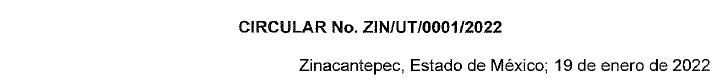 CIRCULAR No. ZIN/UT/0001/2022
Zinacantepec, Estado de México; 19 de enero de 2022